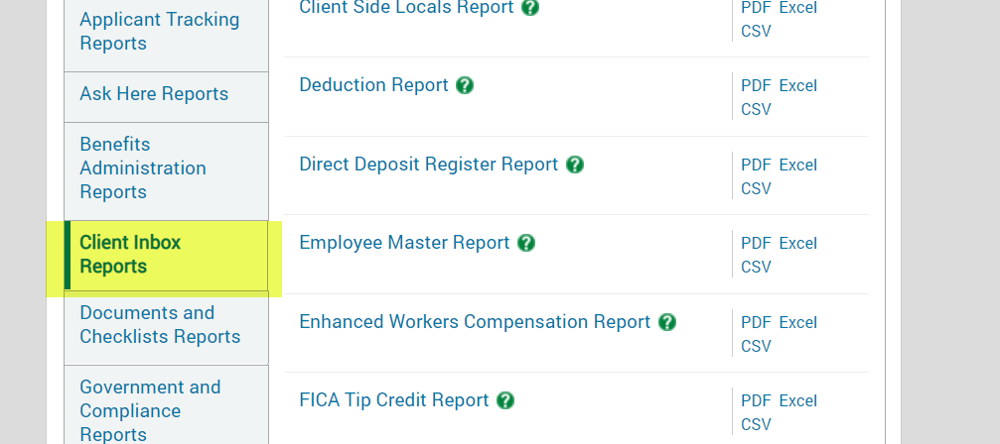 Applicant Tracking
Reports
Ask Here Reports
Benefits
Administration
Reports
Client Inbox
Reports
Documents and
Checklists Reports
Government and
Compliance
Reports
Client Side Locals Report ?
PDF Excel
CSV
Deduction Report ?
PDF Excel
CSV
Direct Deposit Register Report ?
PDF Excel
CSV
Employee Master Report ?
PDF Excel
CSV
Enhanced Workers Compensation Report ?
PDF Excel
CSV
FICA Tip Credit Report ?
PDF Excel
CSV